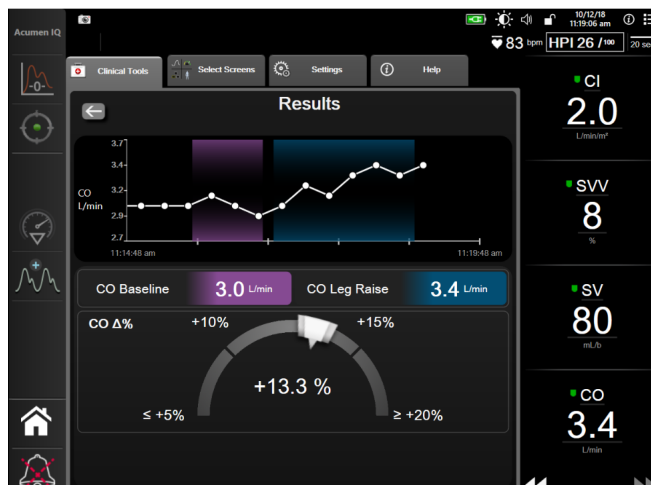 Acumen IQ
10/12/18
11:19:06 am
83 bpm HPI 26 /100 20 sec
-0-
Clinical Tools Select Screens Settings Help
Results
CO
L/min
3.7
3.4
3.2
2.9
2.7
11:14:48 am 11:19:48 am
CO Baseline 3.0 L/min CO Leg Raise 3.4 L/min
CO Δ%
+10% +15%
+13.3 %
≤ +5% ≥ +20%
CI
2.0
L/min/m²
SVV
8
%
SV
80
mL/b
CO
3.4
L/min